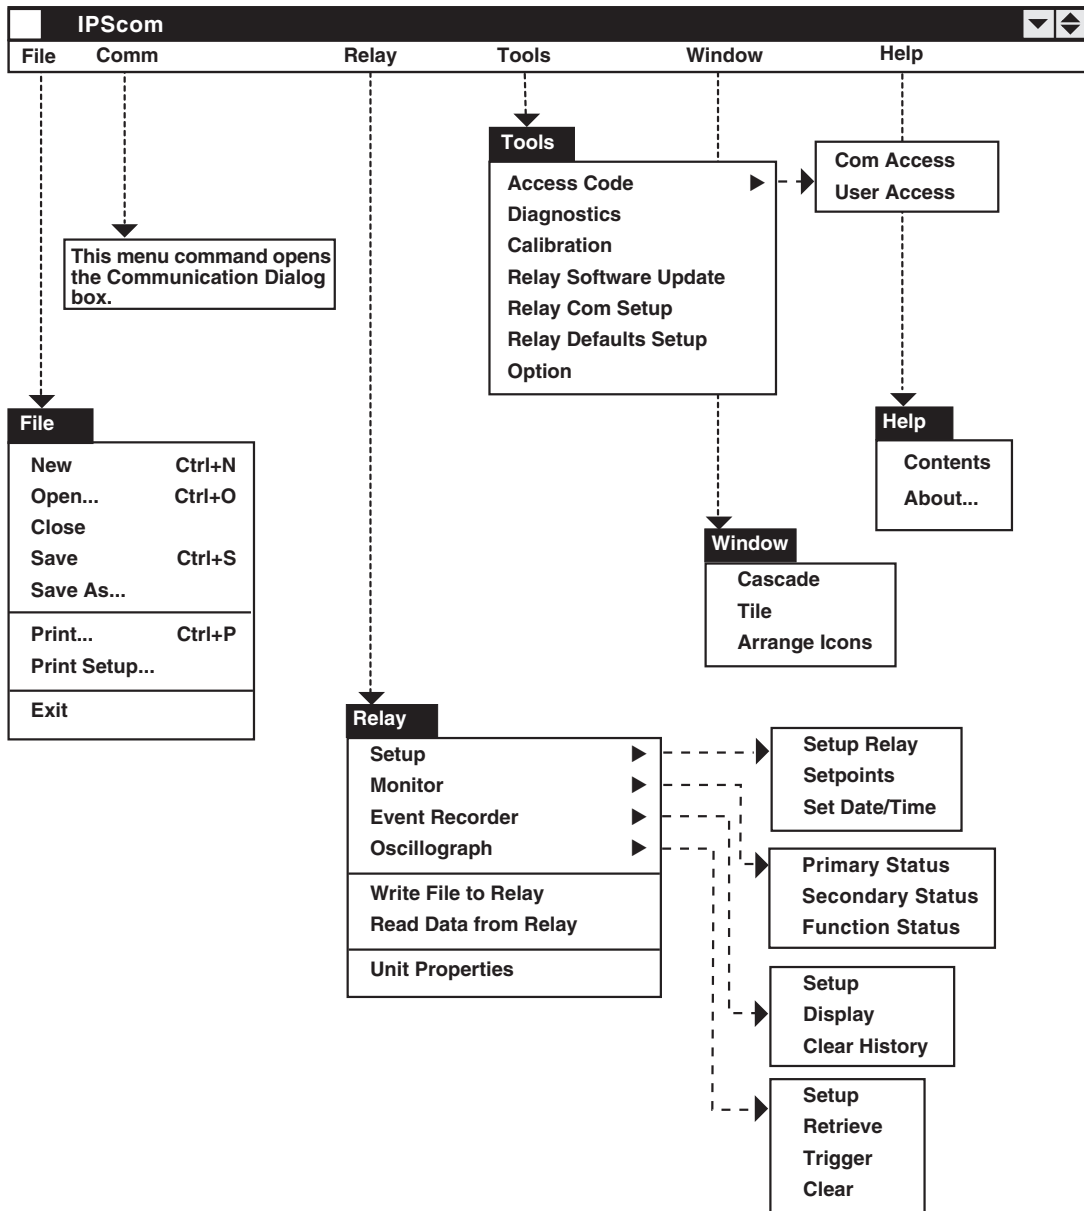 IPScom
File Comm Relay Tools Window Help
Tools
Access Code
Diagnostics
Calibration
Relay Software Update
Relay Com Setup
Relay Defaults Setup
Option
Com Access
User Access
This menu command opens
the Communication Dialog
box.
File
New Ctrl+N
Open... Ctrl+O
Close
Save Ctrl+S
Save As...
Print... Ctrl+P
Print Setup...
Exit
Help
Contents
About...
Window
Cascade
Tile
Arrange Icons
Relay
Setup
Monitor
Event Recorder
Oscillograph
Write File to Relay
Read Data from Relay
Unit Properties
Setup Relay
Setpoints
Set Date/Time
Primary Status
Secondary Status
Function Status
Setup
Display
Clear History
Setup
Retrieve
Trigger
Clear